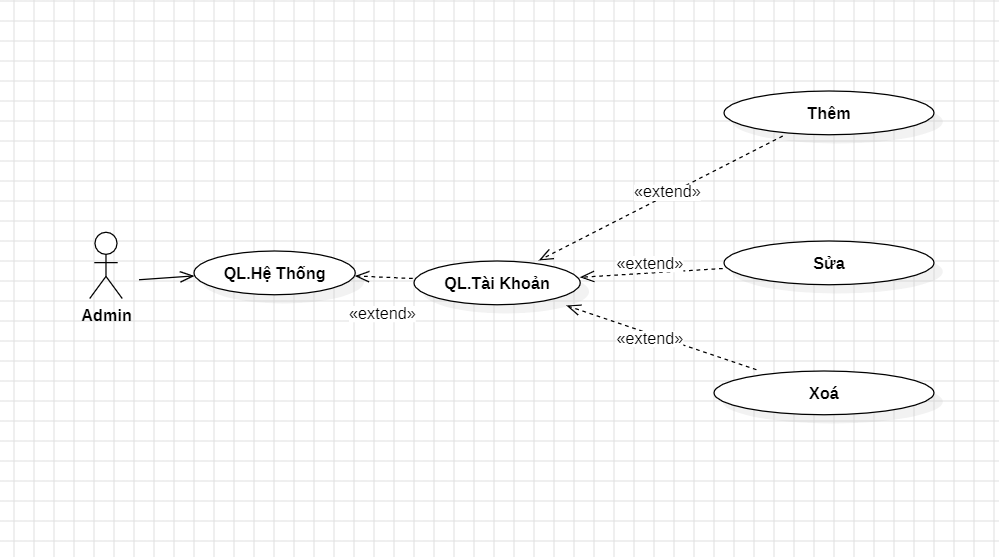 Thêm
«extend»
Admin
QL.Hệ Thống
«extend»
QL.Tài Khoản
«extend»
Sửa
«extend»
Xoá